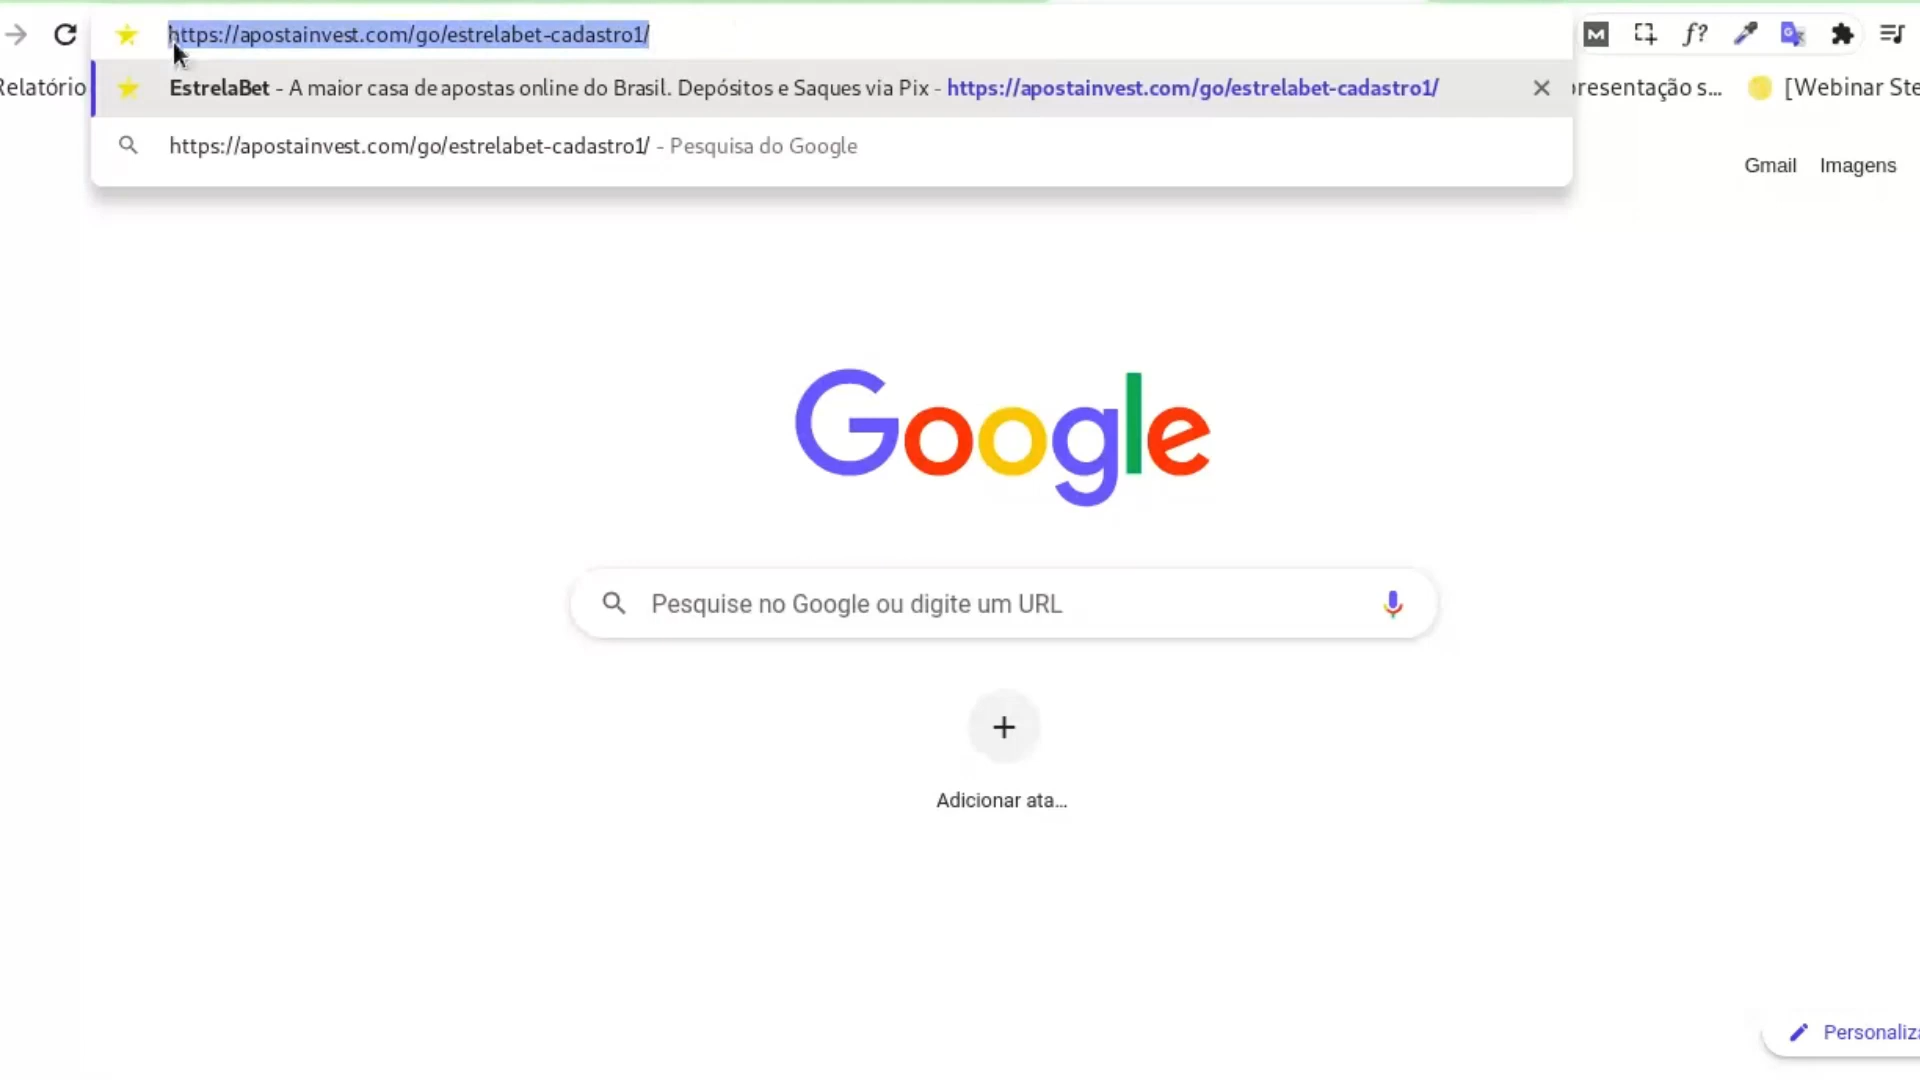 https://apostainvest.com/go/estrelabet-cadastro1/
Relatório
EstrelaBet - A maior casa de apostas online do Brasil. Depósitos e Saques via Pix - https://apostainvest.com/go/estrelabet-cadastro1/
presentação s...
[Webinar Ste
https://apostainvest.com/go/estrelabet-cadastro1/ - Pesquisa do Google
Gmail Imagens
Google
Pesquise no Google ou digite um URL
Adicionar ata...
Personaliza